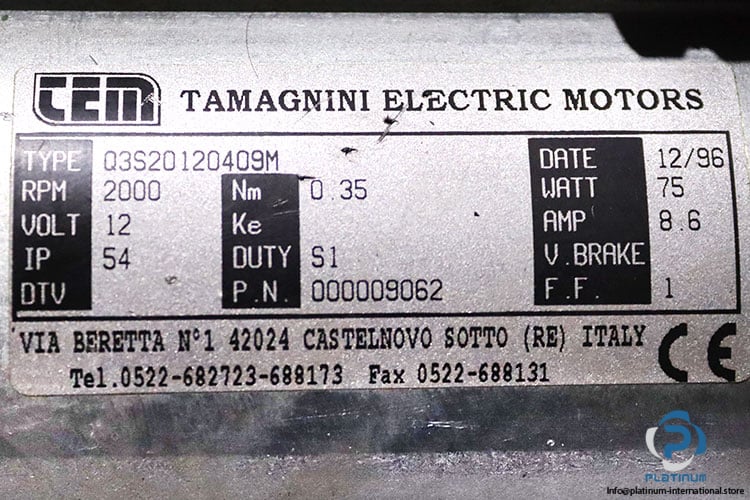 TEM TAMAGNINI ELECTRIC MOTORS
TYPE Q3S20120409M DATE 12/96
RPM 2000 Nm 0.35 WATT 75
VOLT 12 Ke AMP 8.6
IP 54 DUTY S1 V.BRAKE
DTV P.N. 000009062 F.F. 1
VIA BERETTA N°1 42024 CASTELNOVO SOTTO (RE) ITALY
Tel.0522-682723-688173 Fax 0522-688131
CE
PLATINUM
Info@platinum-international.store